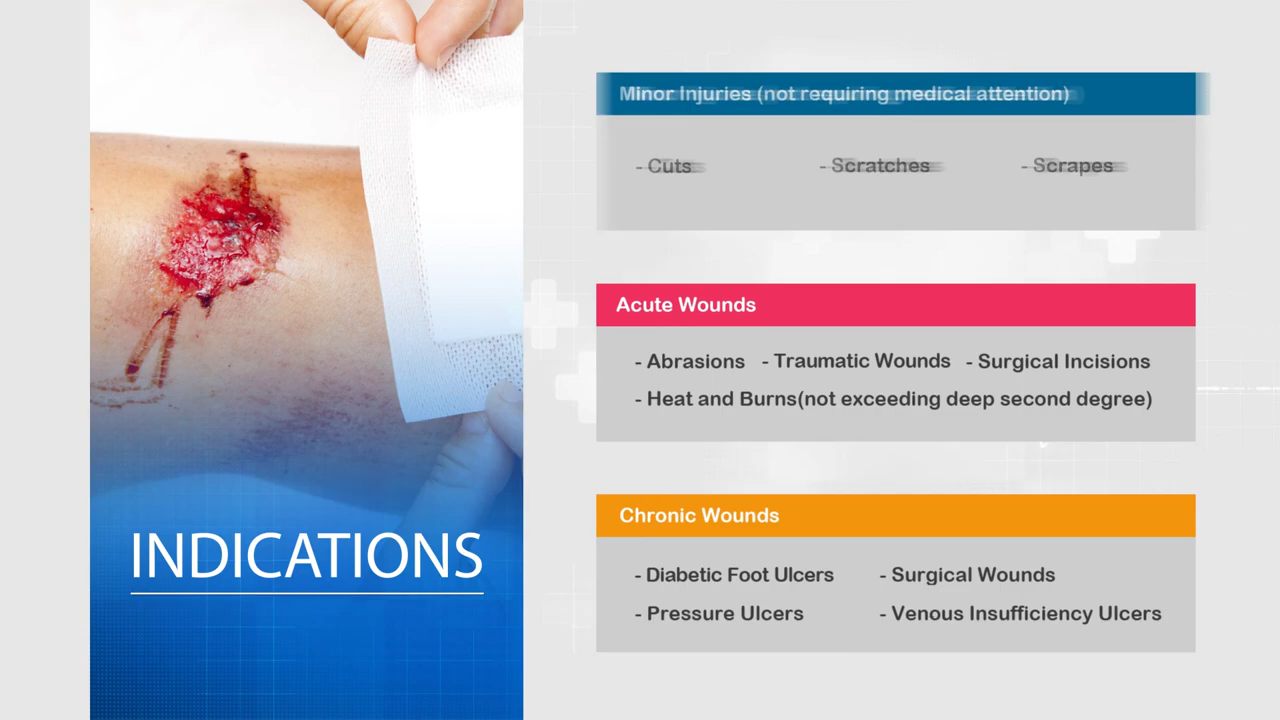 INDICATIONS
Minor Injuries (not requiring medical attention)
- Cuts - Scratches - Scrapes
Acute Wounds
- Abrasions - Traumatic Wounds - Surgical Incisions
- Heat and Burns(not exceeding deep second degree)
Chronic Wounds
- Diabetic Foot Ulcers - Surgical Wounds
- Pressure Ulcers - Venous Insufficiency Ulcers